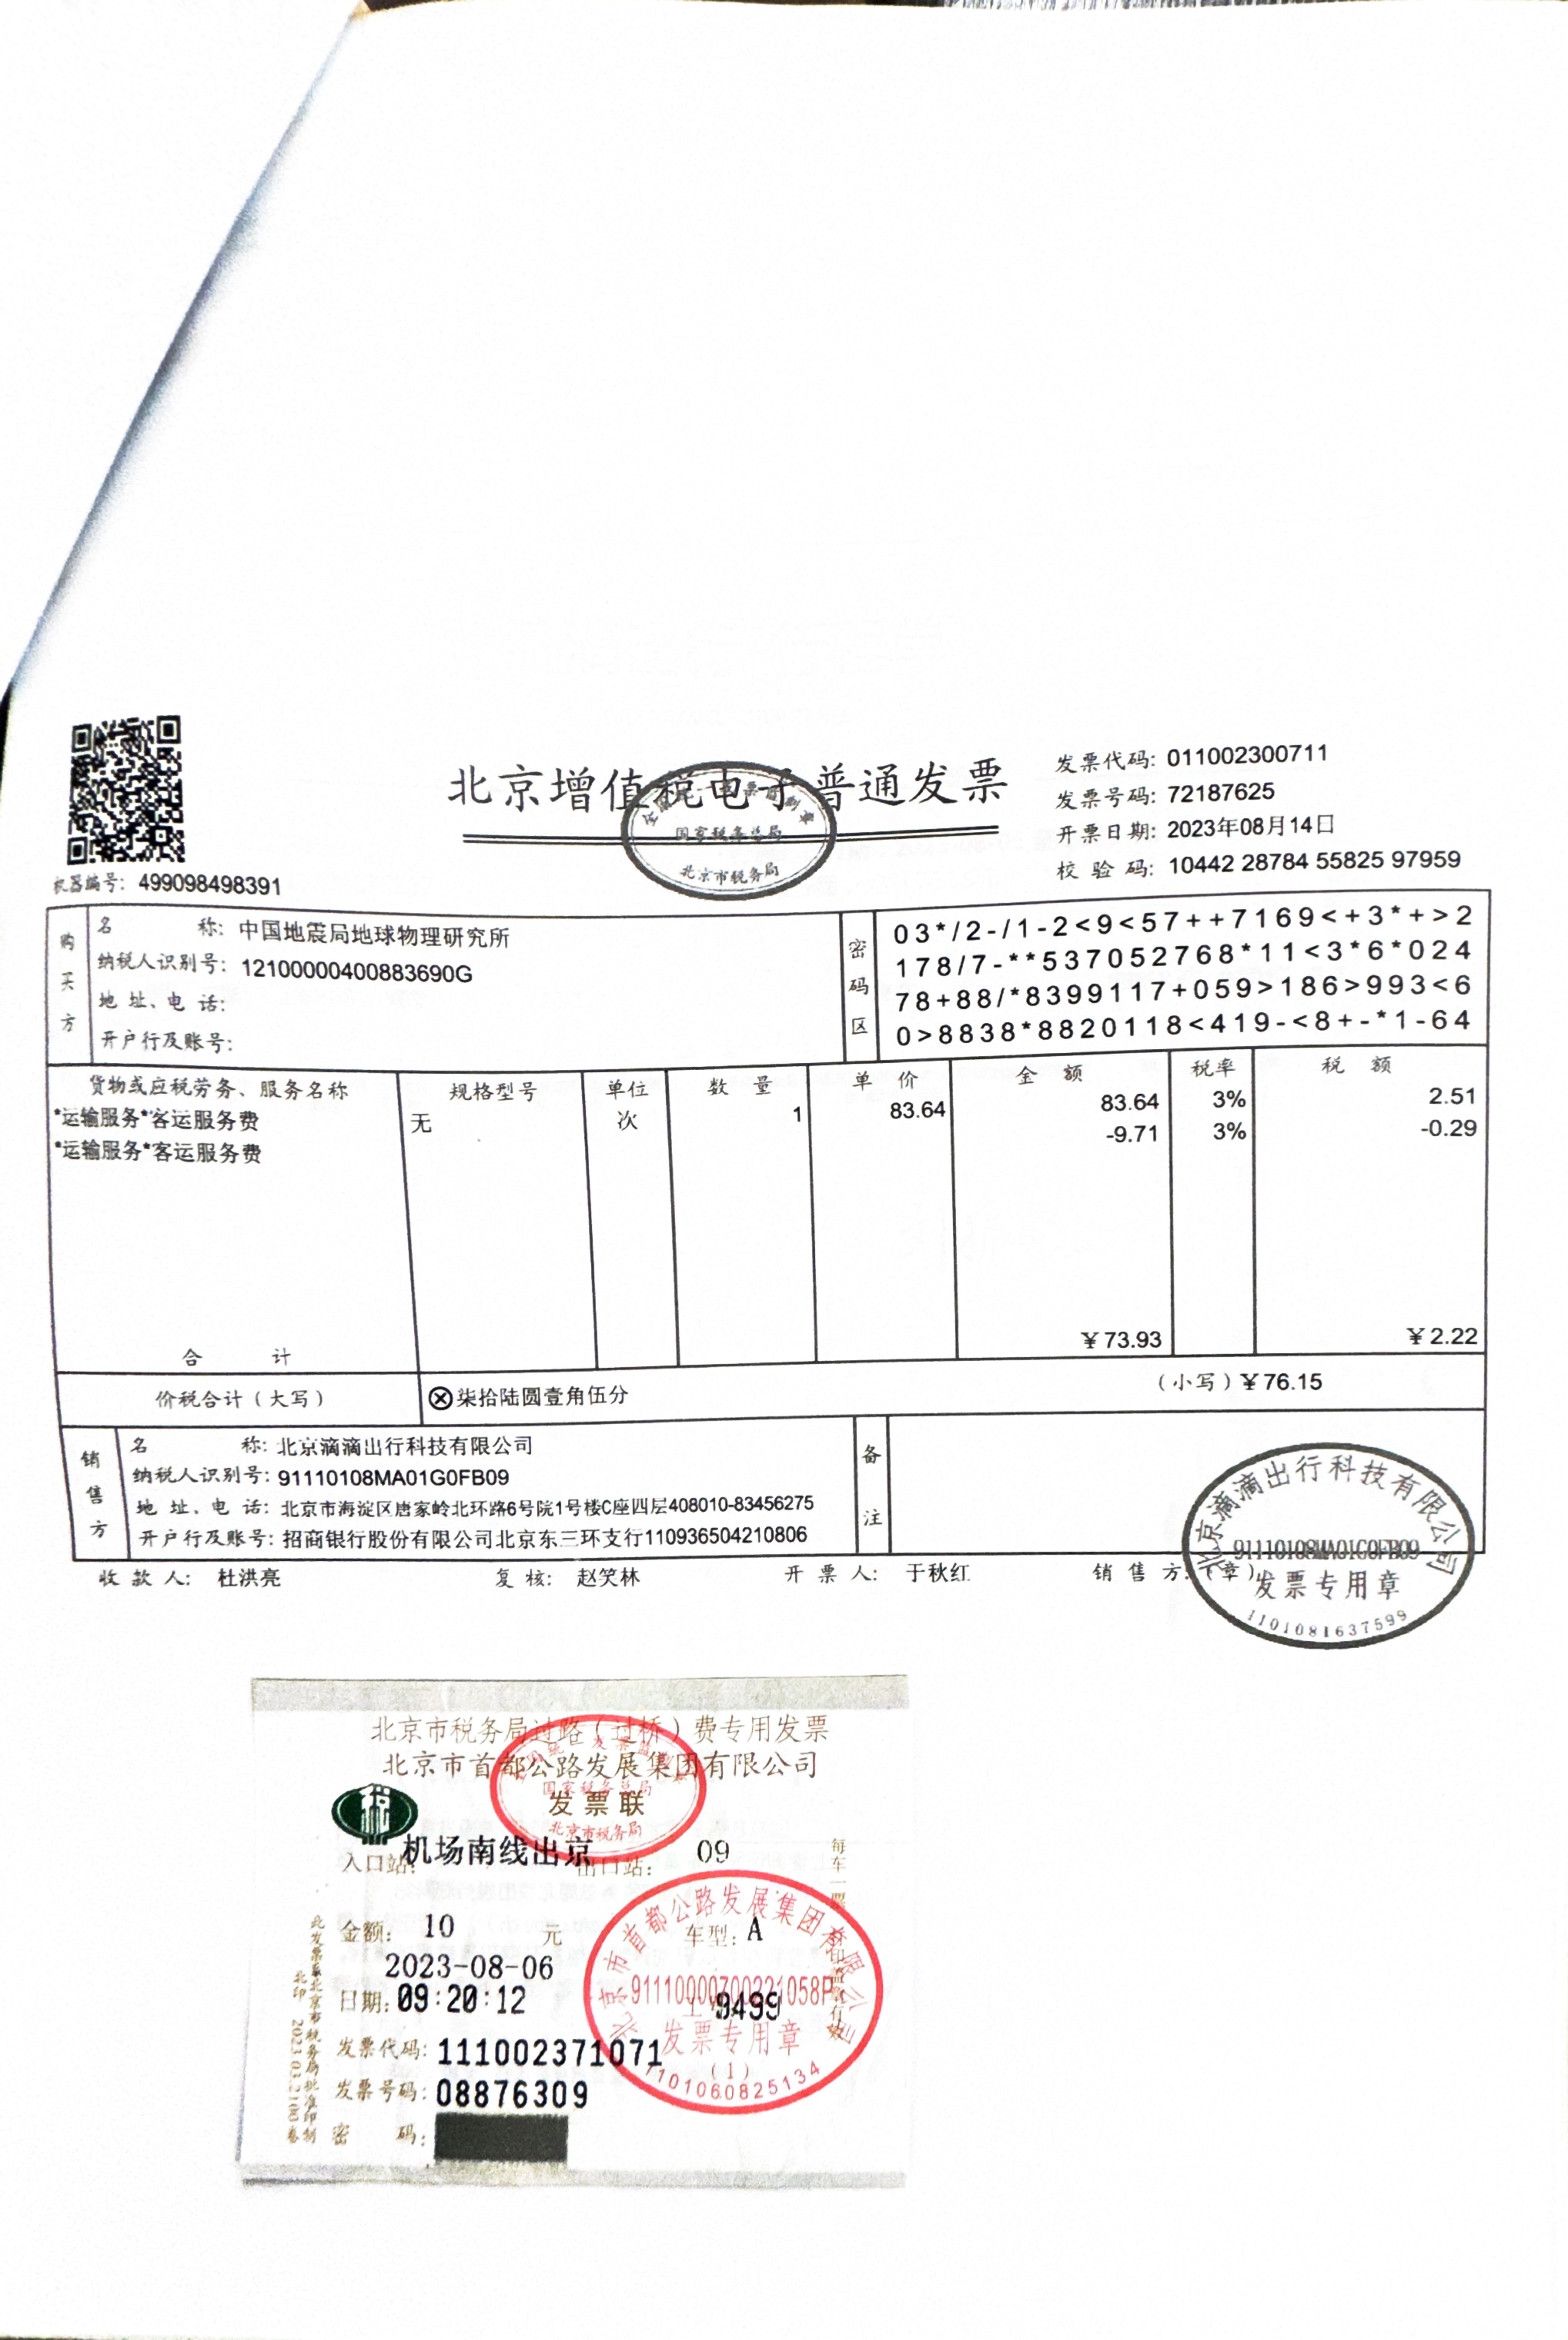 北京增值税电子普通发票
全国统一发票监制章
国家税务总局
北京市税务局
发票代码: 011002300711
发票号码: 72187625
开票日期: 2023年08月14日
校验码: 10442 28784 55825 97959
机器编号: 499098498391
购买方
名称: 中国地震局地球物理研究所
纳税人识别号: 12100000400883690G
地址、电话:
开户行及账号:
密码区
03*/2-/1-2<9<57++7169<+3*+>2
178/7-**537052768*11<3*6*024
78+88/*8399117+059>186>993<6
0>8838*8820118<419-<8+-*1-64
货物或应税劳务、服务名称 规格型号 单位 数量 单价 金额 税率 税额
*运输服务*客运服务费 无 次 1 83.64 83.64 3% 2.51
*运输服务*客运服务费 -9.71 3% -0.29
合计 ¥73.93 ¥2.22
价税合计（大写） ⊗柒拾陆圆壹角伍分 （小写）¥76.15
销售方
名称: 北京滴滴出行科技有限公司
纳税人识别号: 91110108MA01G0FB09
地址、电话: 北京市海淀区唐家岭北环路6号院1号楼C座四层408010-83456275
开户行及账号: 招商银行股份有限公司北京东三环支行110936504210806
备注
收款人: 杜洪亮 复核: 赵笑林 开票人: 于秋红 销售方:（章）
北京滴滴出行科技有限公司
91110108MA01G0FB09
发票专用章
1101081637599
北京市税务局过路（过桥）费专用发票
北京市首都公路发展集团有限公司
发票联
国家税务总局
北京市税务局
入口站: 机场南线出京 出口站: 09
金额: 10 元 车型: A
2023-08-06
日期: 09:20:12 9499
发票代码: 111002371071
发票号码: 08876309
密码:
北京市首都公路发展集团有限公司
91110000700221058P
发票专用章
(1)
1101060825134
此发票系北京市税务局批准印制